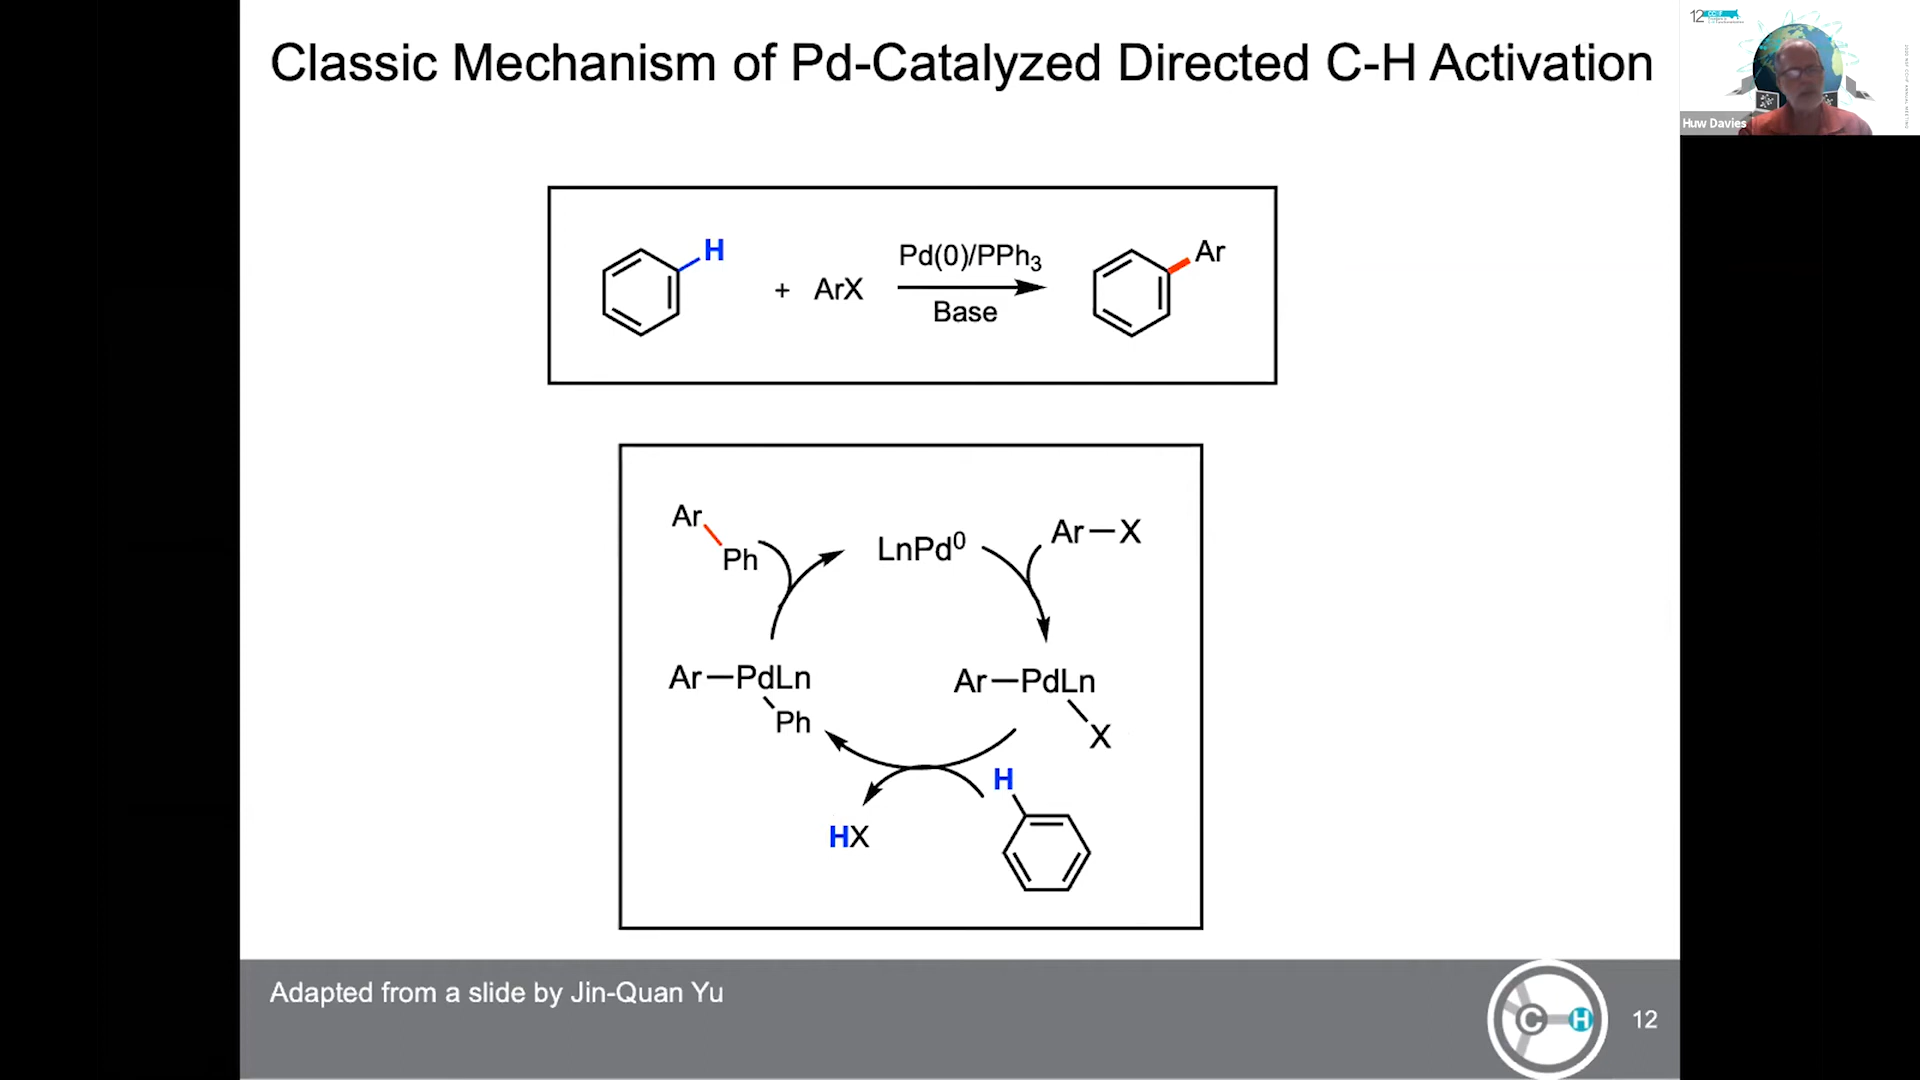 Classic Mechanism of Pd-Catalyzed Directed C-H Activation
12
Huw Davies
H
+ ArX
Pd(0)/PPh3
Base
Ar
Ar
Ph
LnPd0
Ar—X
Ar—PdLn
Ph
Ar—PdLn
X
H
HX
Adapted from a slide by Jin-Quan Yu
C H
12